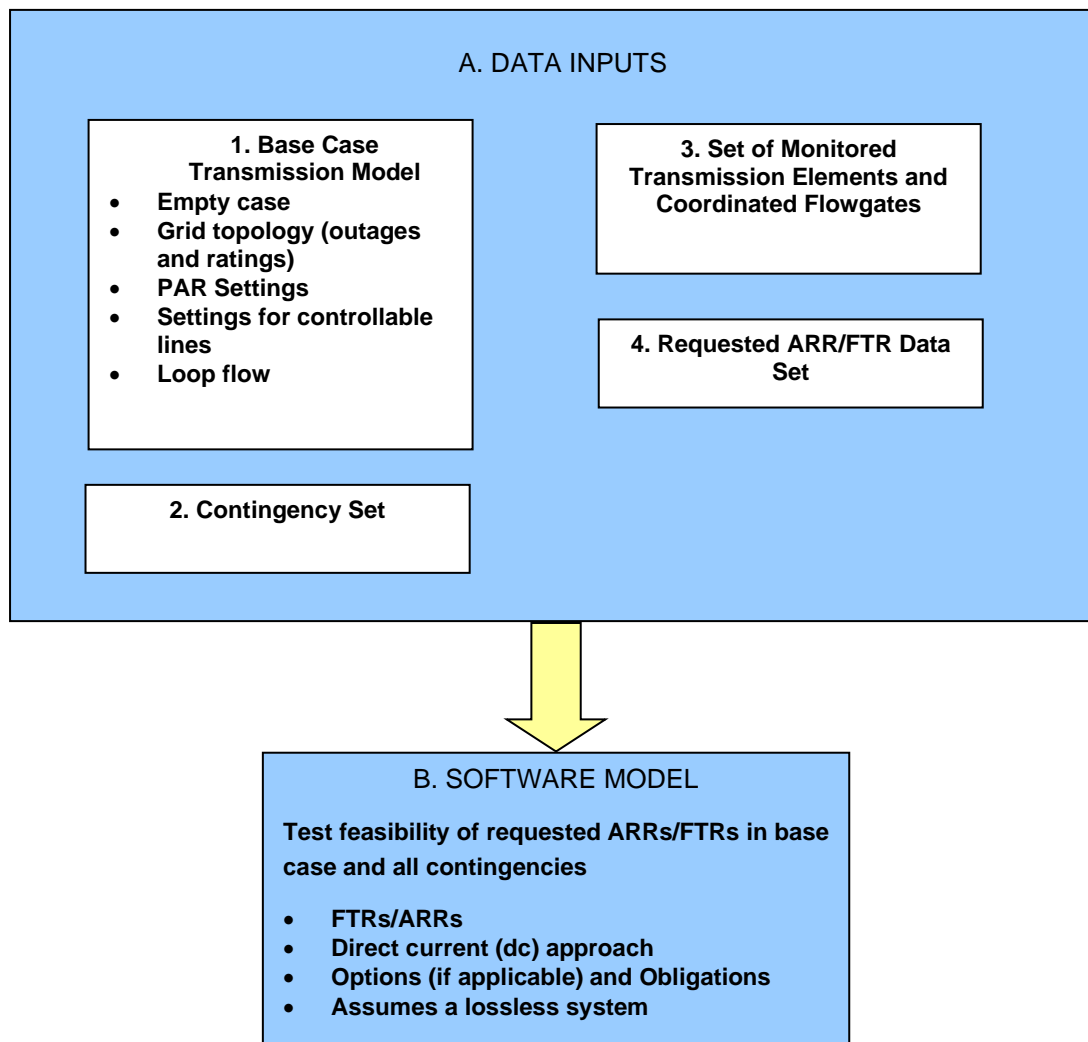 A. DATA INPUTS
1. Base Case
Transmission Model
• Empty case
• Grid topology (outages
and ratings)
• PAR Settings
• Settings for controllable
lines
• Loop flow
2. Contingency Set
3. Set of Monitored
Transmission Elements and
Coordinated Flowgates
4. Requested ARR/FTR Data
Set
B. SOFTWARE MODEL
Test feasibility of requested ARRs/FTRs in base
case and all contingencies
• FTRs/ARRs
• Direct current (dc) approach
• Options (if applicable) and Obligations
• Assumes a lossless system